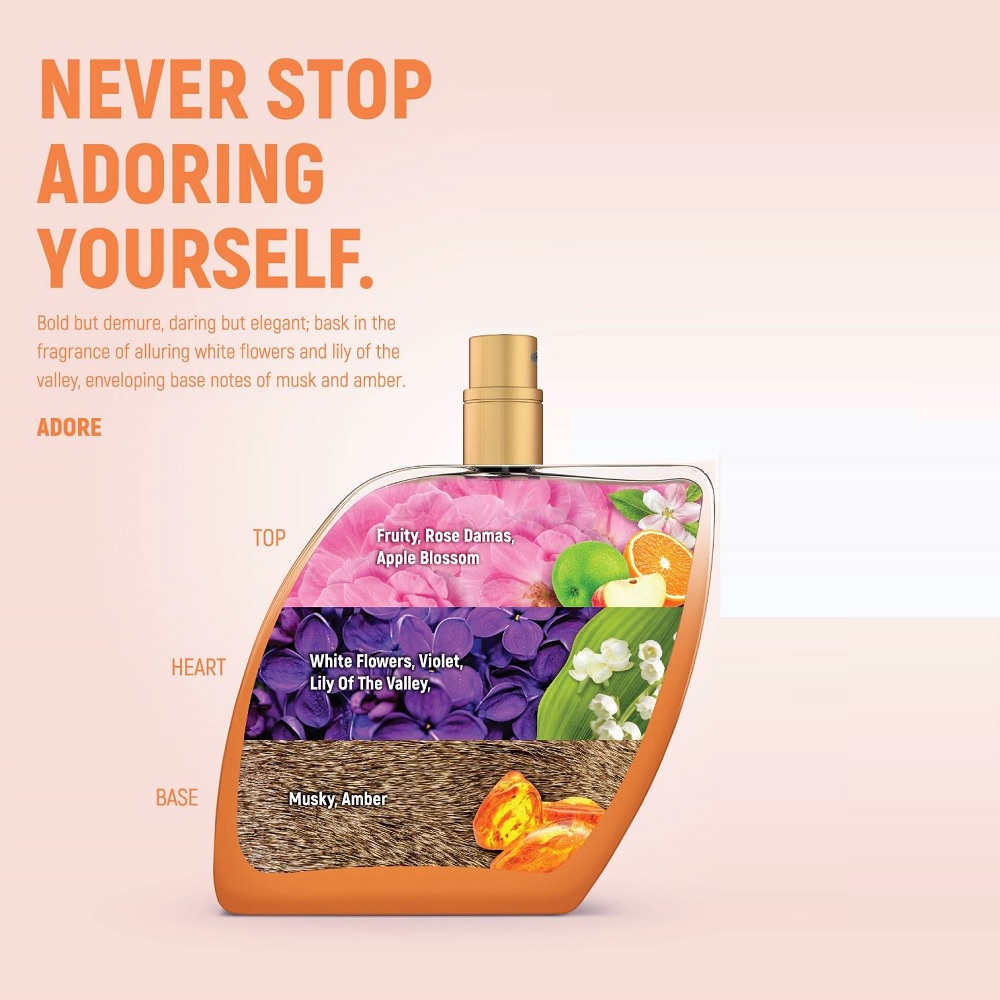 NEVER STOP
ADORING
YOURSELF.
Bold but demure, daring but elegant; bask in the
fragrance of alluring white flowers and lily of the
valley, enveloping base notes of musk and amber.
ADORE
TOP
Fruity, Rose Damas,
Apple Blossom
HEART
White Flowers, Violet,
Lily Of The Valley,
BASE
Musky, Amber